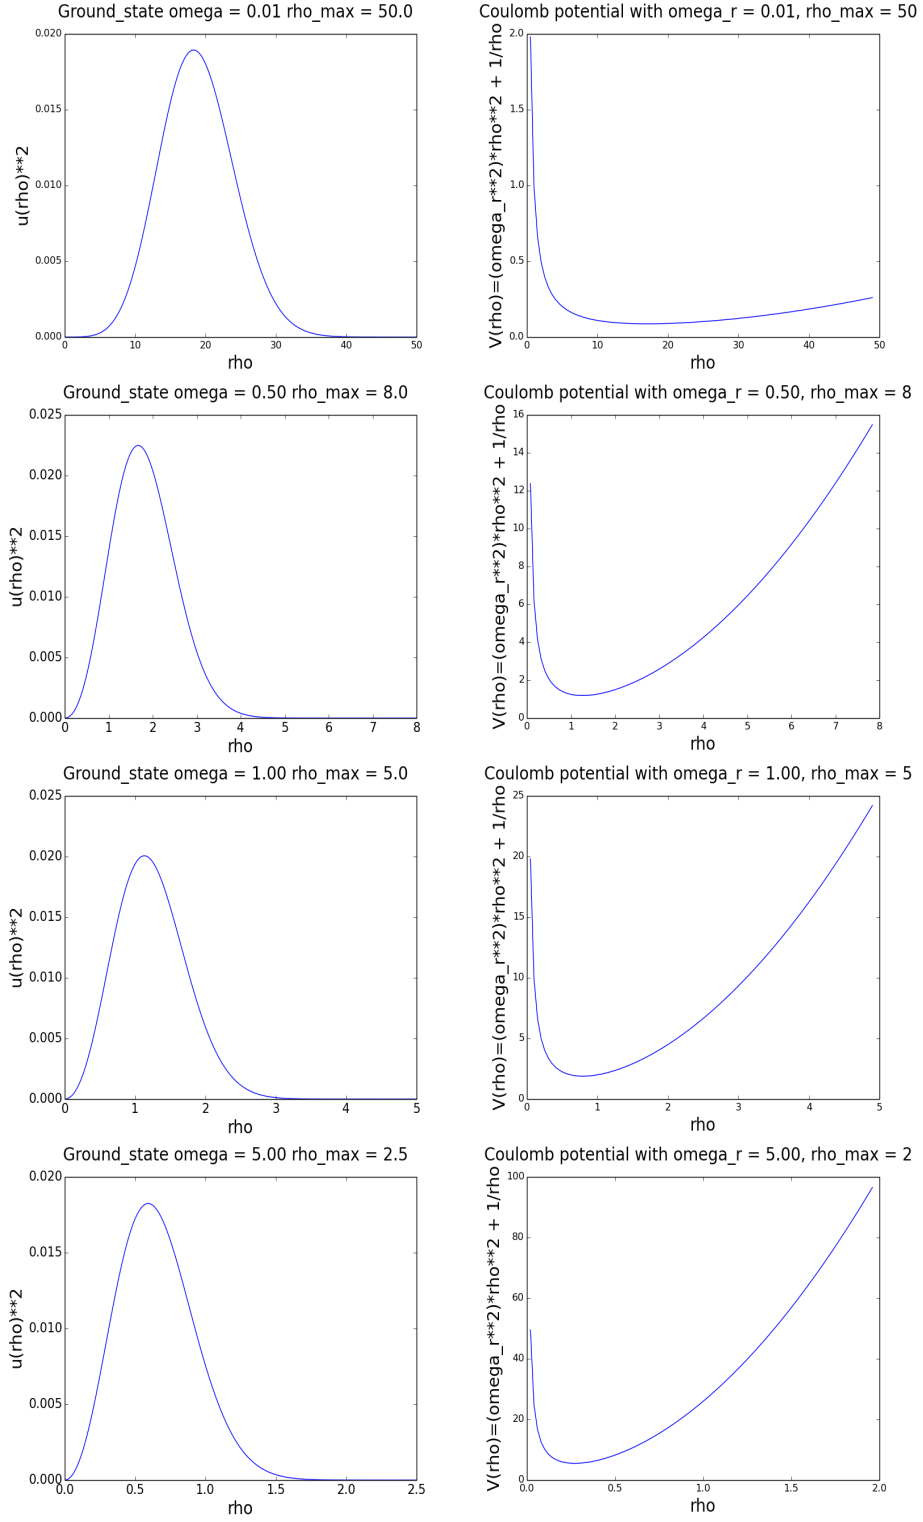 Ground_state omega = 0.01 rho_max = 50.0
0.020
0.015
0.010
0.005
0.000
0 10 20 30 40 50
rho
u(rho)**2
Coulomb potential with omega_r = 0.01, rho_max = 50
2.0
1.5
1.0
0.5
0.0
0 10 20 30 40 50
rho
V(rho)=(omega_r**2)*rho**2 + 1/rho
Ground_state omega = 0.50 rho_max = 8.0
0.025
0.020
0.015
0.010
0.005
0.000
0 1 2 3 4 5 6 7 8
rho
u(rho)**2
Coulomb potential with omega_r = 0.50, rho_max = 8
16
14
12
10
8
6
4
2
0
0 1 2 3 4 5 6 7 8
rho
V(rho)=(omega_r**2)*rho**2 + 1/rho
Ground_state omega = 1.00 rho_max = 5.0
0.025
0.020
0.015
0.010
0.005
0.000
0 1 2 3 4 5
rho
u(rho)**2
Coulomb potential with omega_r = 1.00, rho_max = 5
25
20
15
10
5
0
0 1 2 3 4 5
rho
V(rho)=(omega_r**2)*rho**2 + 1/rho
Ground_state omega = 5.00 rho_max = 2.5
0.020
0.015
0.010
0.005
0.000
0.0 0.5 1.0 1.5 2.0 2.5
rho
u(rho)**2
Coulomb potential with omega_r = 5.00, rho_max = 2
100
80
60
40
20
0
0.0 0.5 1.0 1.5 2.0
rho
V(rho)=(omega_r**2)*rho**2 + 1/rho